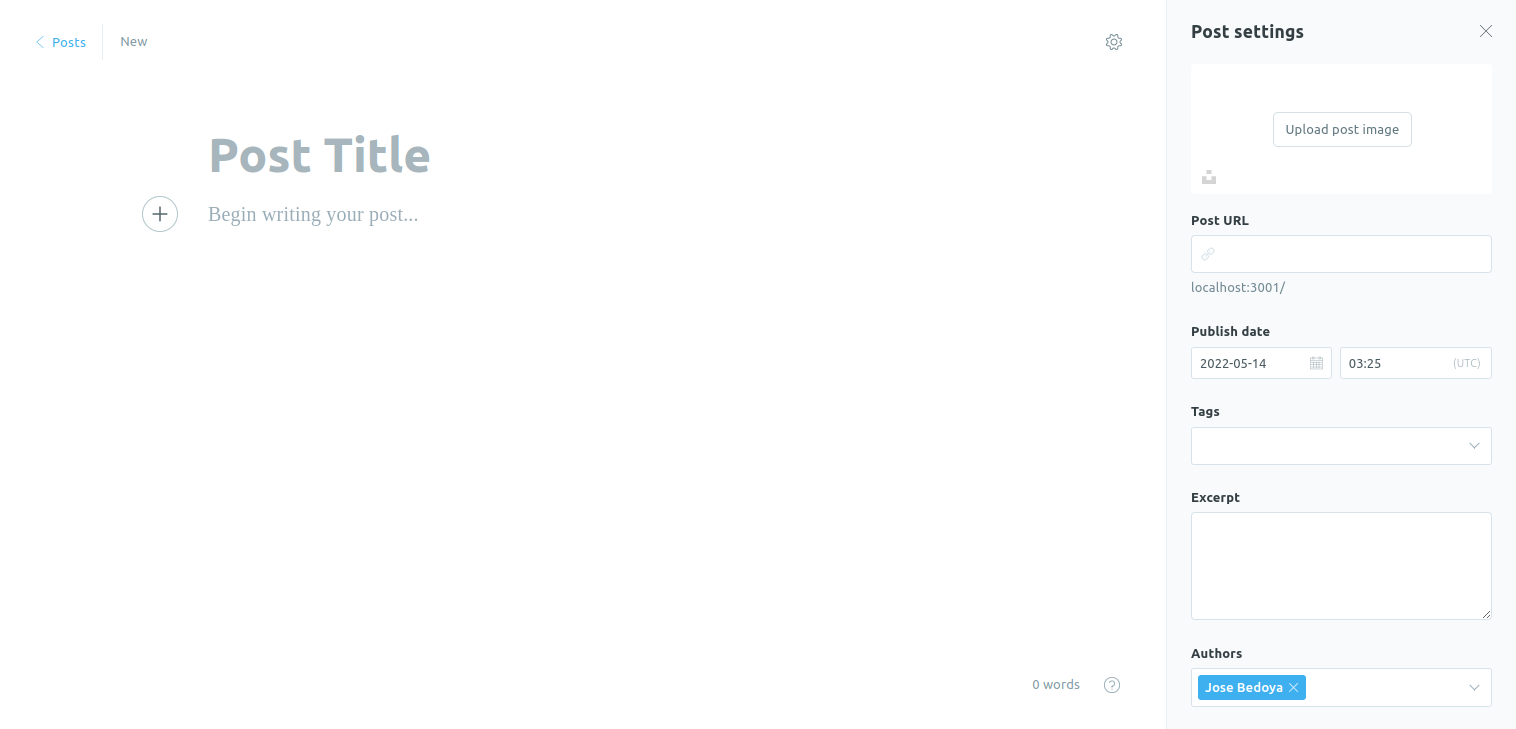 Posts
New
Post Title
Begin writing your post...
0 words
Post settings
Upload post image
Post URL
localhost:3001/
Publish date
2022-05-14
03:25 (UTC)
Tags
Excerpt
Authors
Jose Bedoya